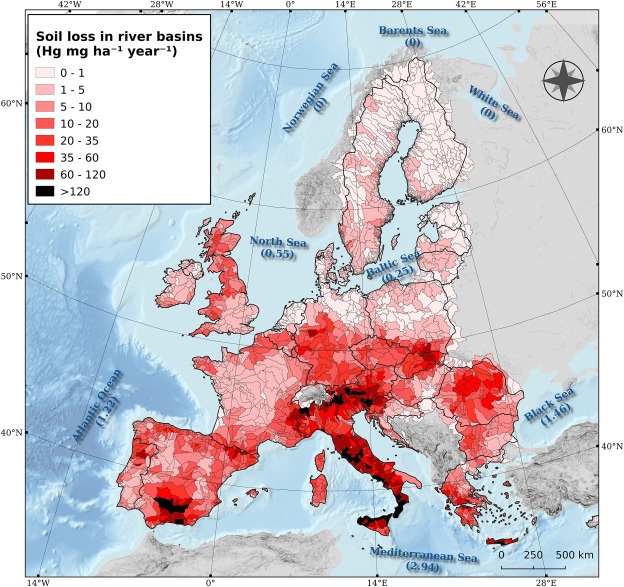 42°W 28°W 14°W 0° 14°E 28°E 42°E 56°E
Soil loss in river basins
(Hg mg ha⁻¹ year⁻¹)
0 - 1
1 - 5
5 - 10
10 - 20
20 - 35
35 - 60
60 - 120
>120
Barents Sea
(0)
Norwegian Sea
(0)
White Sea
(0)
60°N
60°N
North Sea
(0.55)
Baltic Sea
(0.25)
50°N
50°N
Atlantic Ocean
(1.22)
Black Sea
(1.46)
40°N
40°N
Mediterranean Sea
(2.94)
0 250 500 km
14°W 0° 14°E 28°E